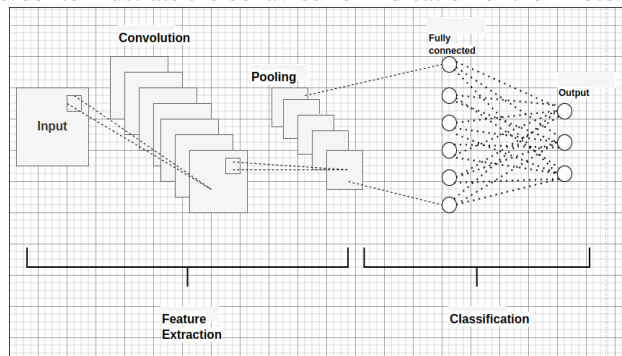 Convolution
Fully
connected
Pooling
Output
Input
Feature
Extraction
Classification